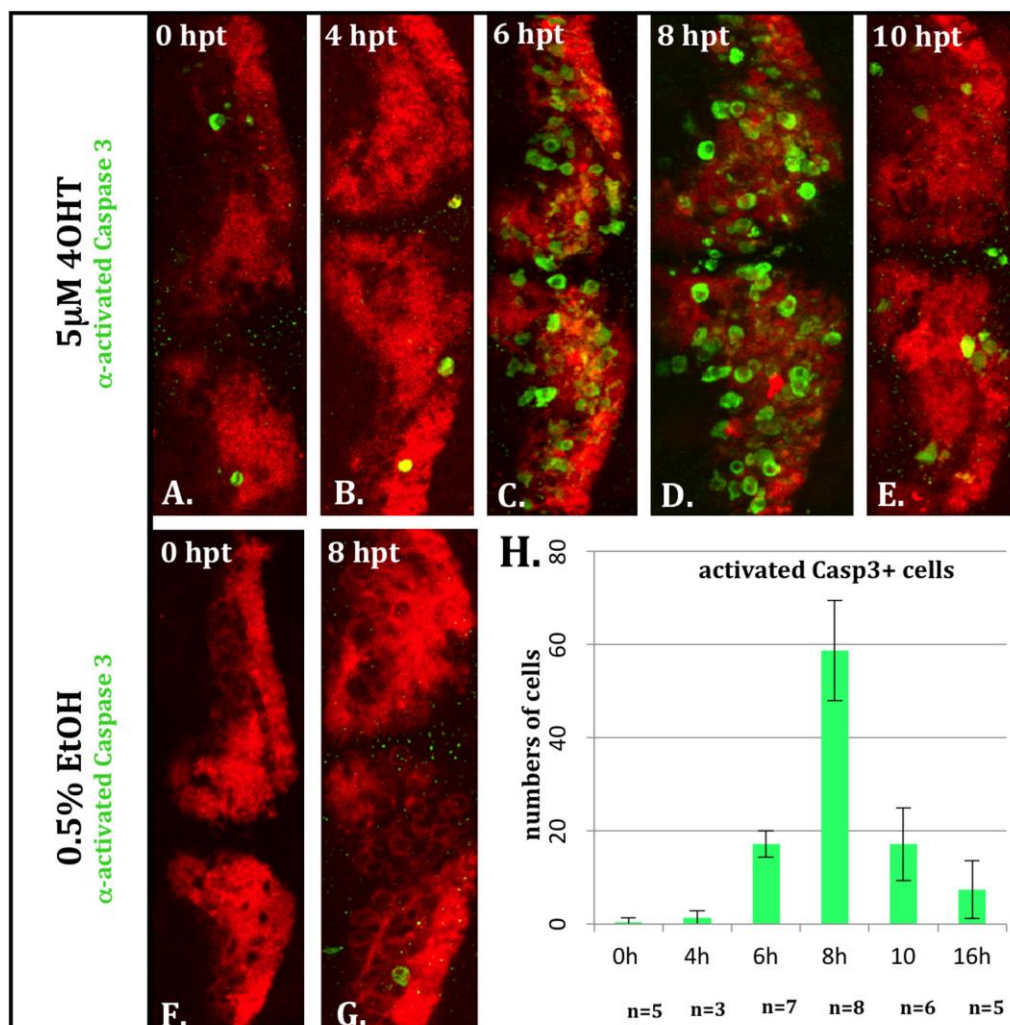 5μM 4OHT
α-activated Caspase 3
0 hpt
4 hpt
6 hpt
8 hpt
10 hpt
A.
B.
C.
D.
E.
0.5% EtOH
α-activated Caspase 3
0 hpt
8 hpt
F.
G.
H.
activated Casp3+ cells
numbers of cells
80
60
40
20
0
0h 4h 6h 8h 10 16h
n=5 n=3 n=7 n=8 n=6 n=5